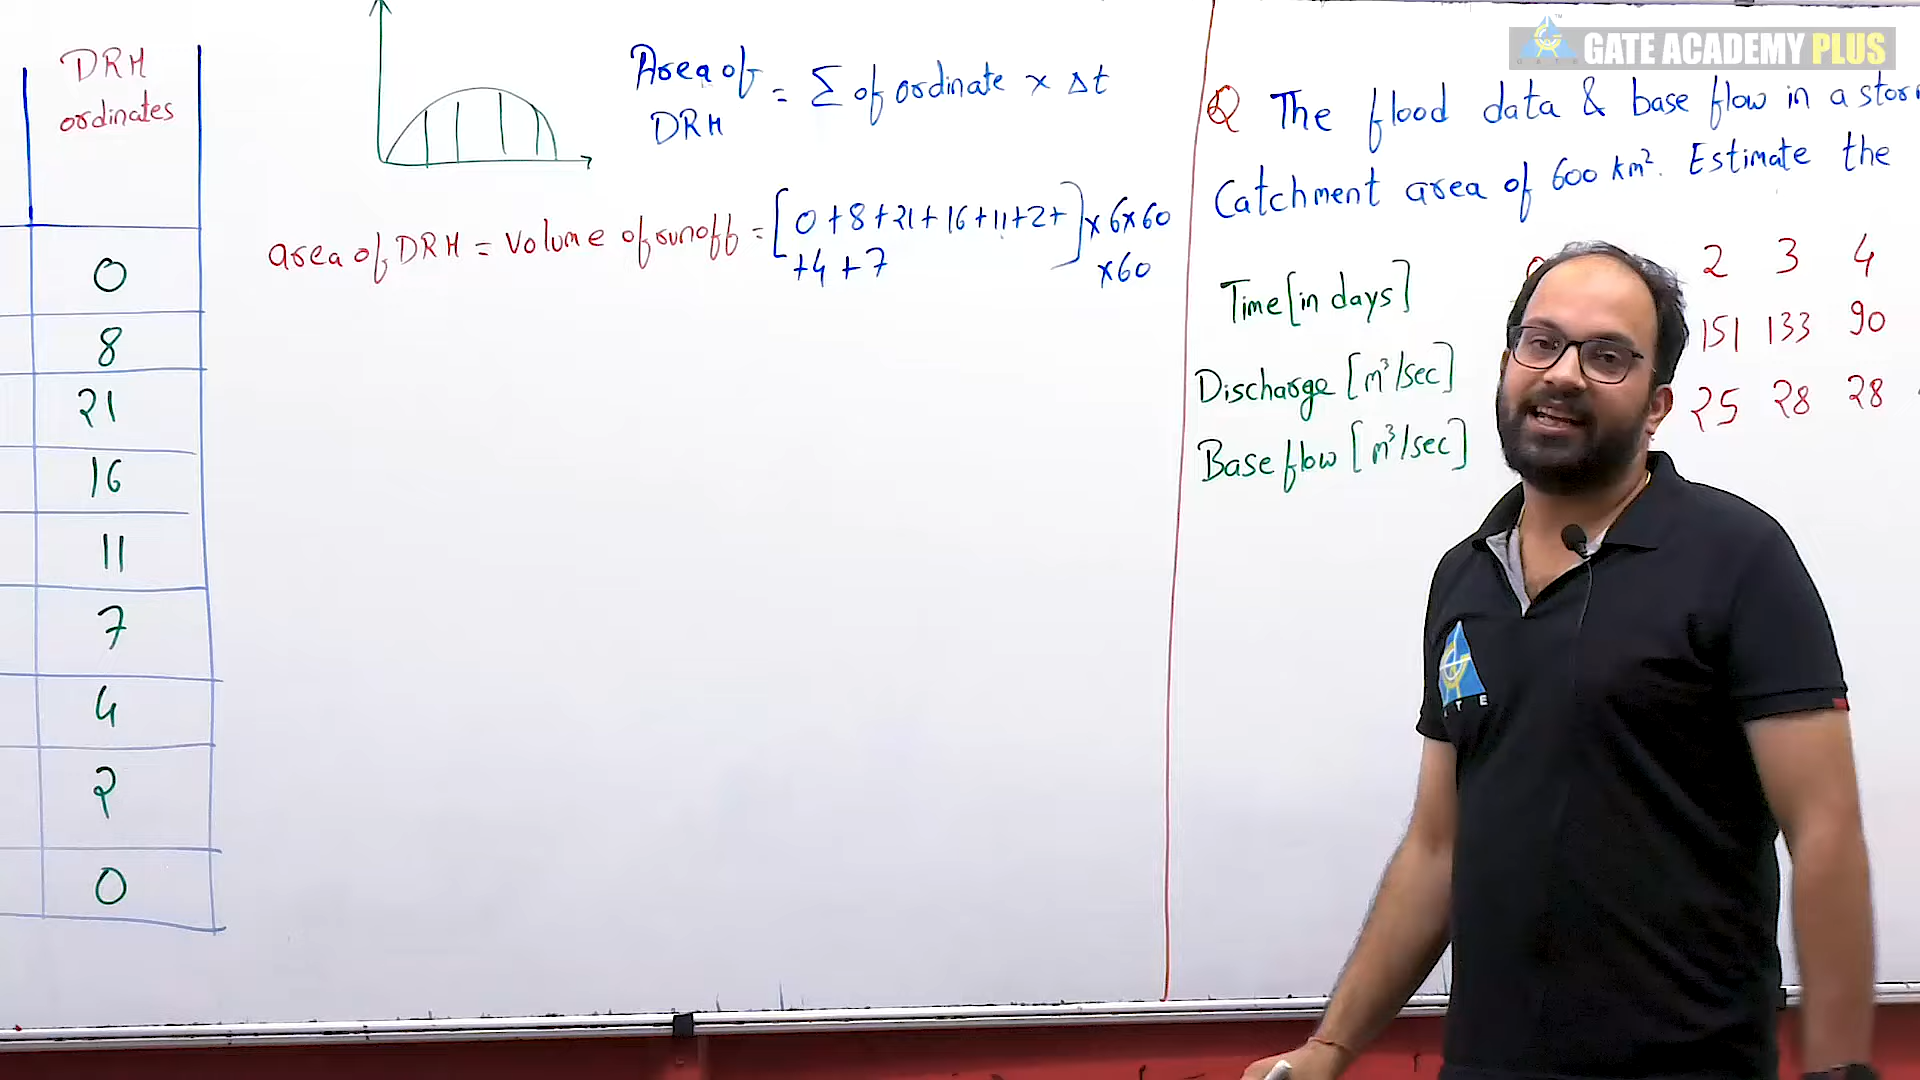 DRH
ordinates
0
8
21
16
11
7
4
2
0
Area of
DRH
= Σ of ordinate × Δt
area of DRH = Volume of runoff = [0 + 8 + 21 + 16 + 11 + 2 +
+4 + 7] × 6 × 60
× 60
GATE ACADEMY PLUS
Q The flood data & base flow in a
Catchment area of 600 km². Estimate the
Time [in days] 2 3 4
Discharge [m³/sec] 151 133 90
Base flow [m³/sec] 25 28 28